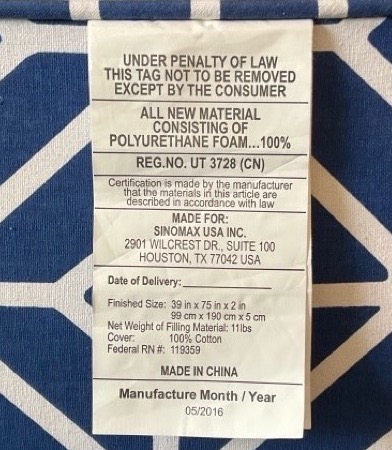 UNDER PENALTY OF LAW
THIS TAG NOT TO BE REMOVED
EXCEPT BY THE CONSUMER
ALL NEW MATERIAL
CONSISTING OF
POLYURETHANE FOAM...100%
REG.NO. UT 3728 (CN)
Certification is made by the manufacturer
that the materials in this article are
described in accordance with law
MADE FOR:
SINOMAX USA INC.
2901 WILCREST DR., SUITE 100
HOUSTON, TX 77042 USA
Date of Delivery:
Finished Size: 39 in x 75 in x 2 in
99 cm x 190 cm x 5 cm
Net Weight of Filling Material: 11lbs
Cover: 100% Cotton
Federal RN #: 119359
MADE IN CHINA
Manufacture Month / Year
05/2016